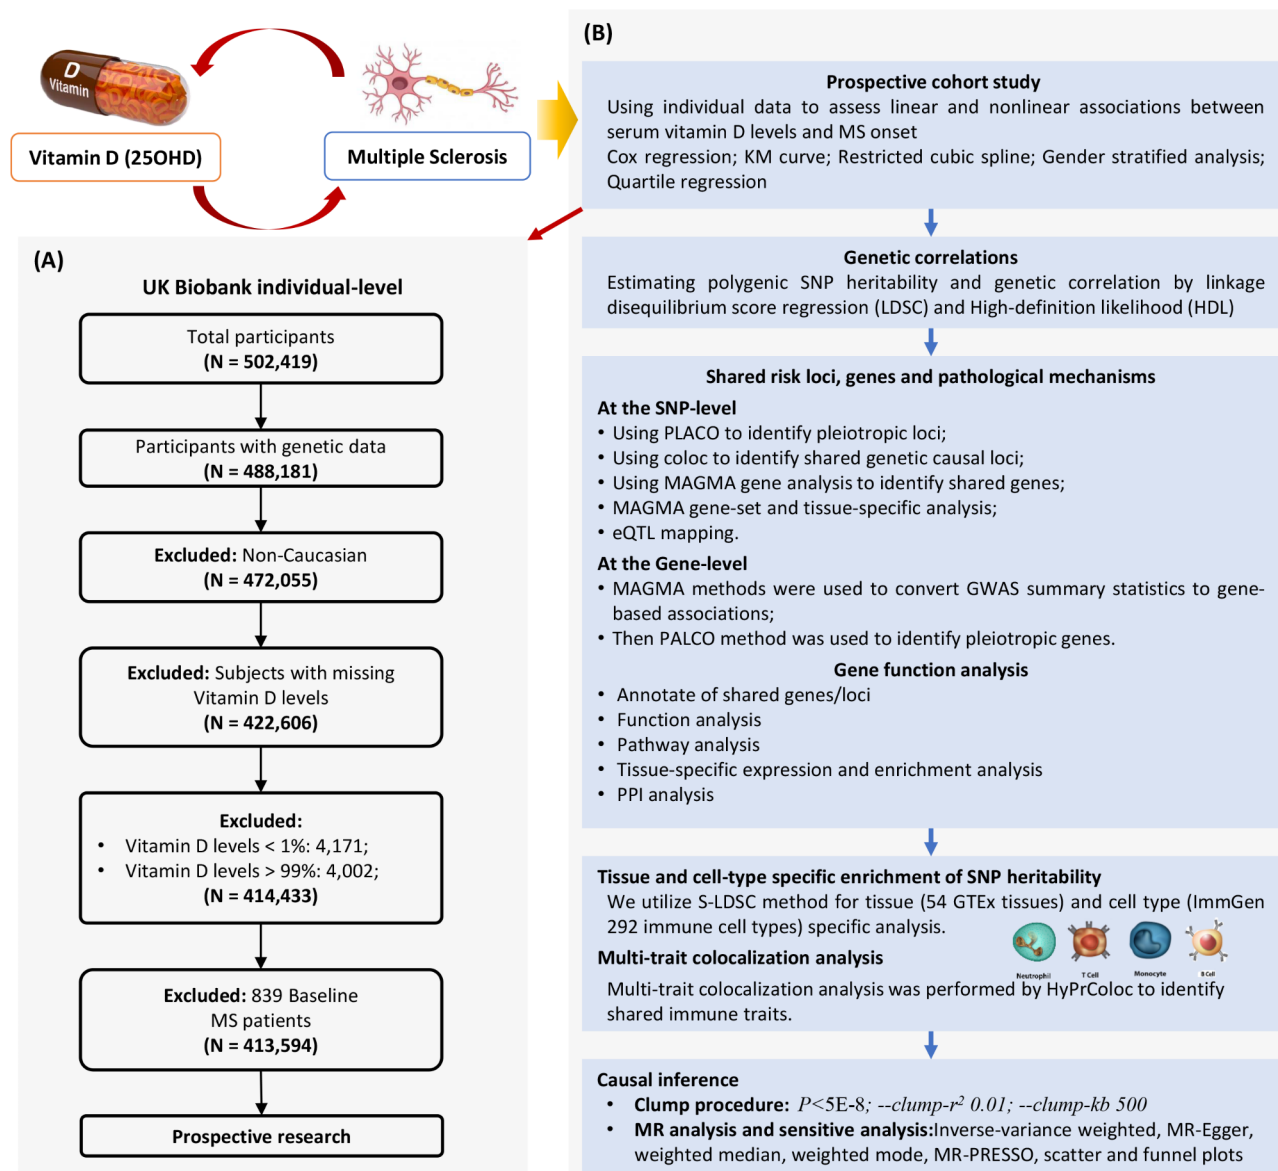 D
Vitamin
Vitamin D (25OHD)
Multiple Sclerosis
(A)
UK Biobank individual-level
Total participants
(N = 502,419)
Participants with genetic data
(N = 488,181)
Excluded: Non-Caucasian
(N = 472,055)
Excluded: Subjects with missing
Vitamin D levels
(N = 422,606)
Excluded:
• Vitamin D levels < 1%: 4,171;
• Vitamin D levels > 99%: 4,002;
(N = 414,433)
Excluded: 839 Baseline
MS patients
(N = 413,594)
Prospective research
(B)
Prospective cohort study
Using individual data to assess linear and nonlinear associations between
serum vitamin D levels and MS onset
Cox regression; KM curve; Restricted cubic spline; Gender stratified analysis;
Quartile regression
Genetic correlations
Estimating polygenic SNP heritability and genetic correlation by linkage
disequilibrium score regression (LDSC) and High-definition likelihood (HDL)
Shared risk loci, genes and pathological mechanisms
At the SNP-level
• Using PLACO to identify pleiotropic loci;
• Using coloc to identify shared genetic causal loci;
• Using MAGMA gene analysis to identify shared genes;
• MAGMA gene-set and tissue-specific analysis;
• eQTL mapping.
At the Gene-level
• MAGMA methods were used to convert GWAS summary statistics to gene-
based associations;
• Then PALCO method was used to identify pleiotropic genes.
Gene function analysis
• Annotate of shared genes/loci
• Function analysis
• Pathway analysis
• Tissue-specific expression and enrichment analysis
• PPI analysis
Tissue and cell-type specific enrichment of SNP heritability
We utilize S-LDSC method for tissue (54 GTEx tissues) and cell type (ImmGen
292 immune cell types) specific analysis.
Neutrophil T Cell Monocyte B Cell
Multi-trait colocalization analysis
Multi-trait colocalization analysis was performed by HyPrColoc to identify
shared immune traits.
Causal inference
• Clump procedure: P<5E-8; --clump-r² 0.01; --clump-kb 500
• MR analysis and sensitive analysis:Inverse-variance weighted, MR-Egger,
weighted median, weighted mode, MR-PRESSO, scatter and funnel plots